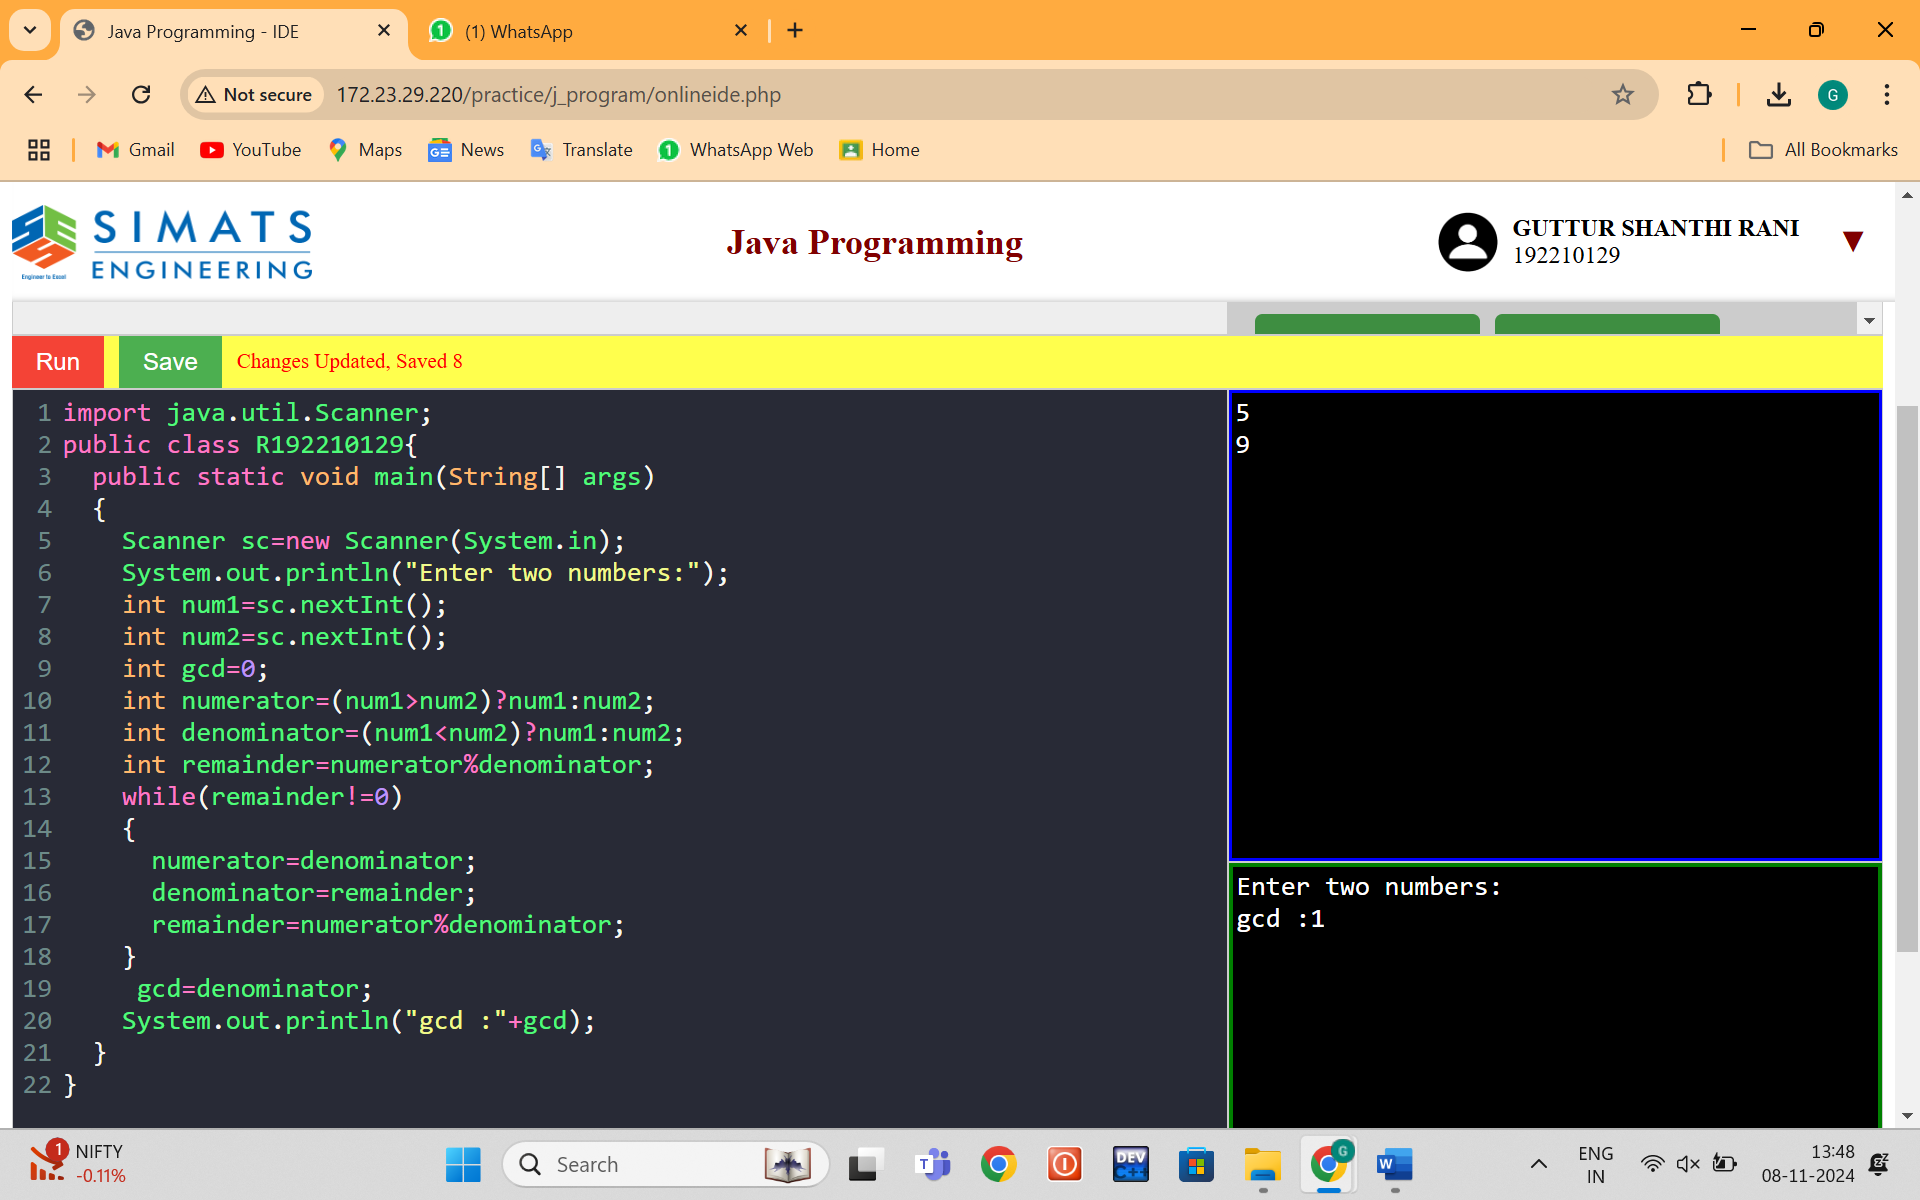 Java Programming - IDE
(1) WhatsApp
Not secure
172.23.29.220/practice/j_program/onlineide.php
G
Gmail
YouTube
Maps
News
Translate
WhatsApp Web
Home
All Bookmarks
SIMATS
ENGINEERING
Engineer to Excel
Java Programming
GUTTUR SHANTHI RANI
192210129
Run
Save
Changes Updated, Saved 8
1 import java.util.Scanner;
2 public class R192210129{
3 public static void main(String[] args)
4 {
5 Scanner sc=new Scanner(System.in);
6 System.out.println("Enter two numbers:");
7 int num1=sc.nextInt();
8 int num2=sc.nextInt();
9 int gcd=0;
10 int numerator=(num1>num2)?num1:num2;
11 int denominator=(num1<num2)?num1:num2;
12 int remainder=numerator%denominator;
13 while(remainder!=0)
14 {
15 numerator=denominator;
16 denominator=remainder;
17 remainder=numerator%denominator;
18 }
19 gcd=denominator;
20 System.out.println("gcd :"+gcd);
21 }
22 }
5
9
Enter two numbers:
gcd :1
1
NIFTY
-0.11%
Search
DEV
C++
G
ENG
IN
13:48
08-11-2024